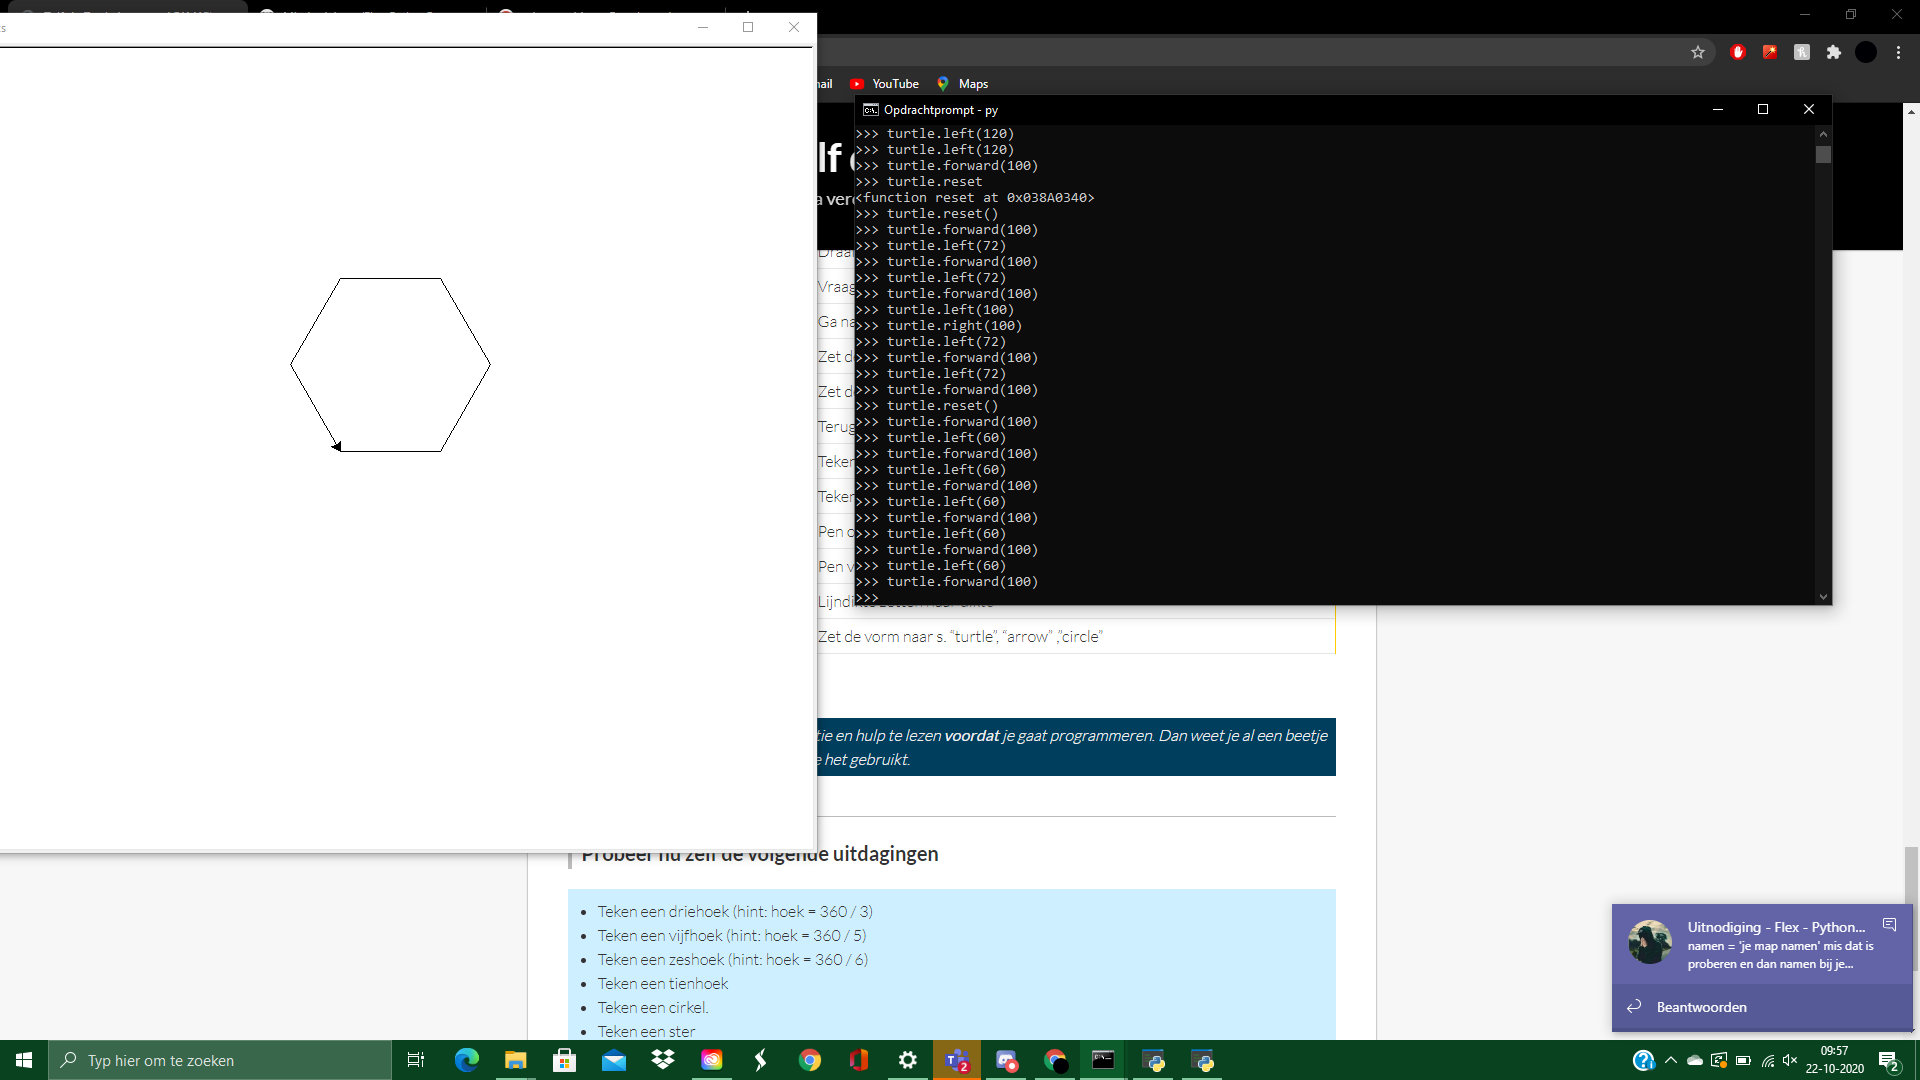 YouTube
Maps
Opdrachtprompt - py
>>> turtle.left(120)
>>> turtle.left(120)
>>> turtle.forward(100)
>>> turtle.reset
<function reset at 0x038A0340>
>>> turtle.reset()
>>> turtle.forward(100)
>>> turtle.left(72)
>>> turtle.forward(100)
>>> turtle.left(72)
>>> turtle.forward(100)
>>> turtle.left(100)
>>> turtle.right(100)
>>> turtle.left(72)
>>> turtle.forward(100)
>>> turtle.left(72)
>>> turtle.forward(100)
>>> turtle.reset()
>>> turtle.forward(100)
>>> turtle.left(60)
>>> turtle.forward(100)
>>> turtle.left(60)
>>> turtle.forward(100)
>>> turtle.left(60)
>>> turtle.forward(100)
>>> turtle.left(60)
>>> turtle.forward(100)
>>> turtle.left(60)
>>> turtle.forward(100)
>>>
Vraag
Ga na
Zet d
Zet d
Terug
Teken
Teken
Pen o
Pen v
Zet de vorm naar s. “turtle”, “arrow” ,”circle”
tie en hulp te lezen voordat je gaat programmeren. Dan weet je al een beetje
e het gebruikt.
Probeer nu zelf de volgende uitdagingen
• Teken een driehoek (hint: hoek = 360 / 3)
• Teken een vijfhoek (hint: hoek = 360 / 5)
• Teken een zeshoek (hint: hoek = 360 / 6)
• Teken een tienhoek
• Teken een cirkel.
• Teken een ster
Uitnodiging - Flex - Python...
namen = 'je map namen' mis dat is
proberen en dan namen bij je...
Beantwoorden
Typ hier om te zoeken
2
09:57
22-10-2020
2